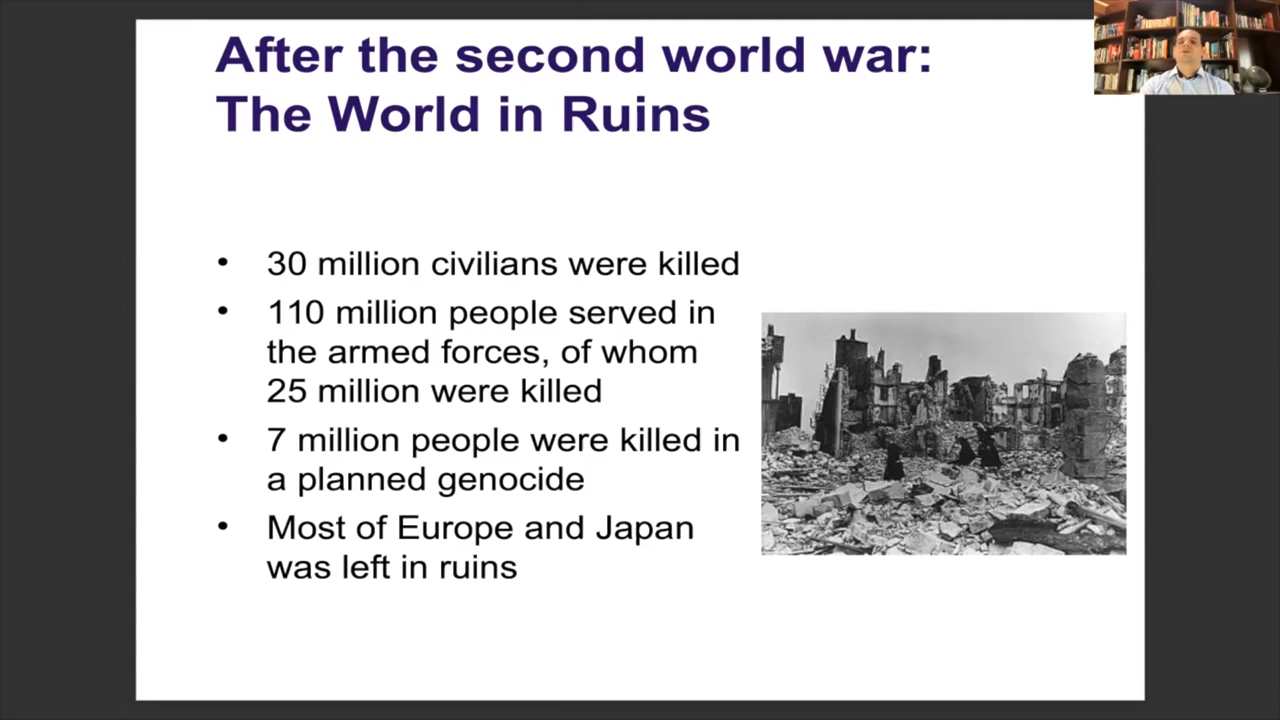 After the second world war:
The World in Ruins
• 30 million civilians were killed
• 110 million people served in
the armed forces, of whom
25 million were killed
• 7 million people were killed in
a planned genocide
• Most of Europe and Japan
was left in ruins